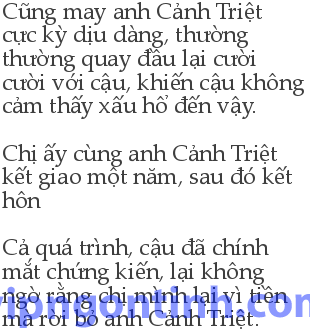 Cũng may anh Cảnh Triệt
cực kỳ dịu dàng, thường
thường quay đầu lại cười
cười với cậu, khiến cậu không
cảm thấy xấu hổ đến vậy.
Chị ấy cùng anh Cảnh Triệt
kết giao một năm, sau đó kết
hôn
Cả quá trình, cậu đã chính
mắt chứng kiến, lại không
ngờ rằng chị mình lại vì tiền
mà rời bỏ anh Cảnh Triệt.
vipngontinh.com